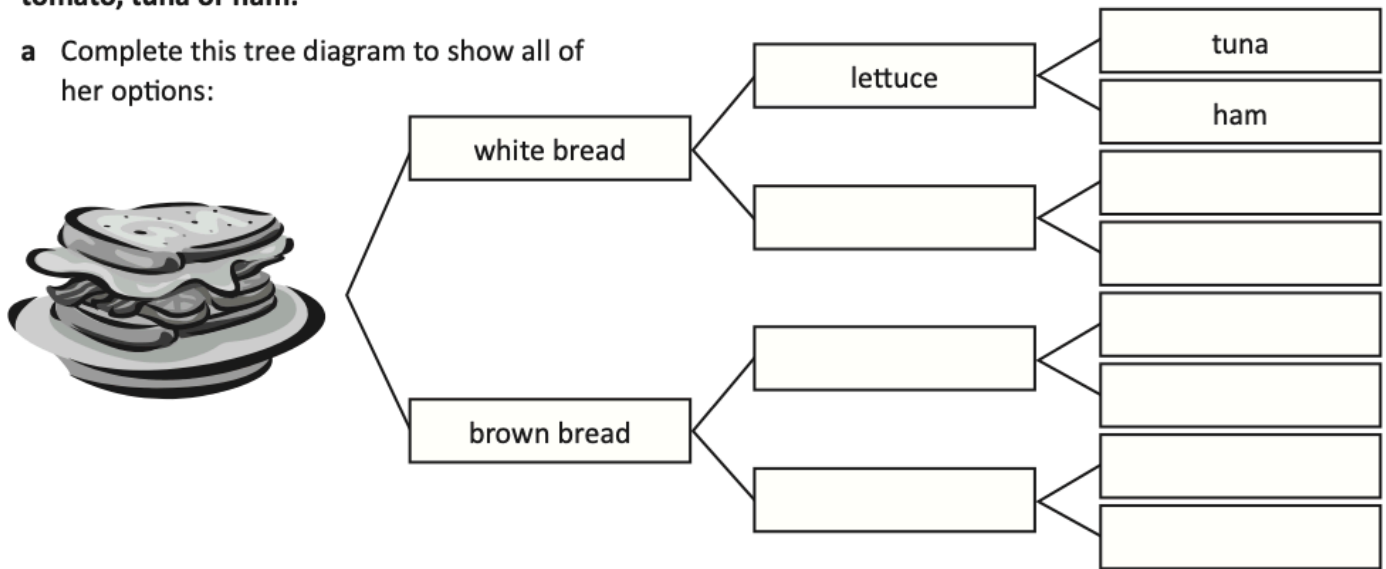 tomato, tuna or ham.
a Complete this tree diagram to show all of
her options:
white bread
brown bread
lettuce
tuna
ham